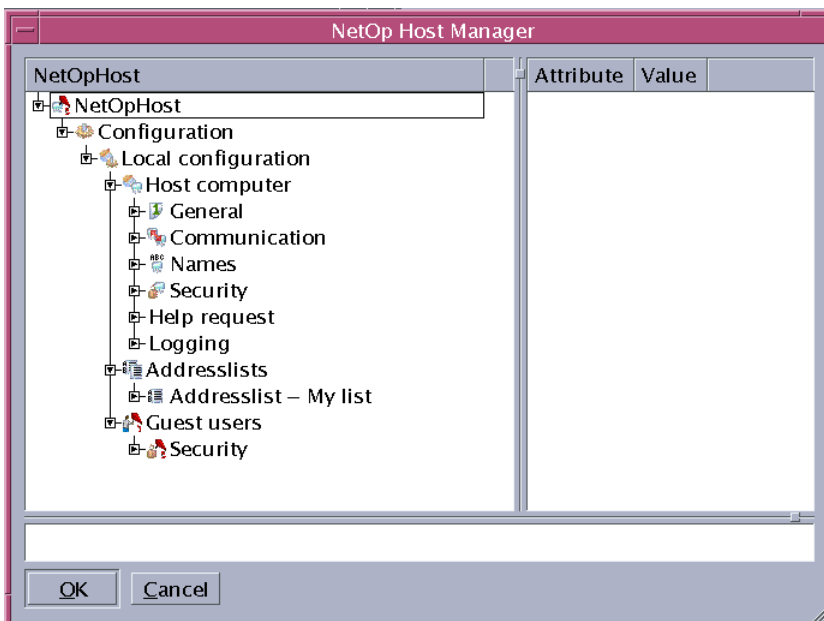 NetOp Host Manager
NetOpHost Attribute Value
NetOpHost
Configuration
Local configuration
Host computer
General
Communication
ABC
Names
Security
Help request
Logging
Addresslists
Addresslist – My list
Guest users
Security
OK Cancel